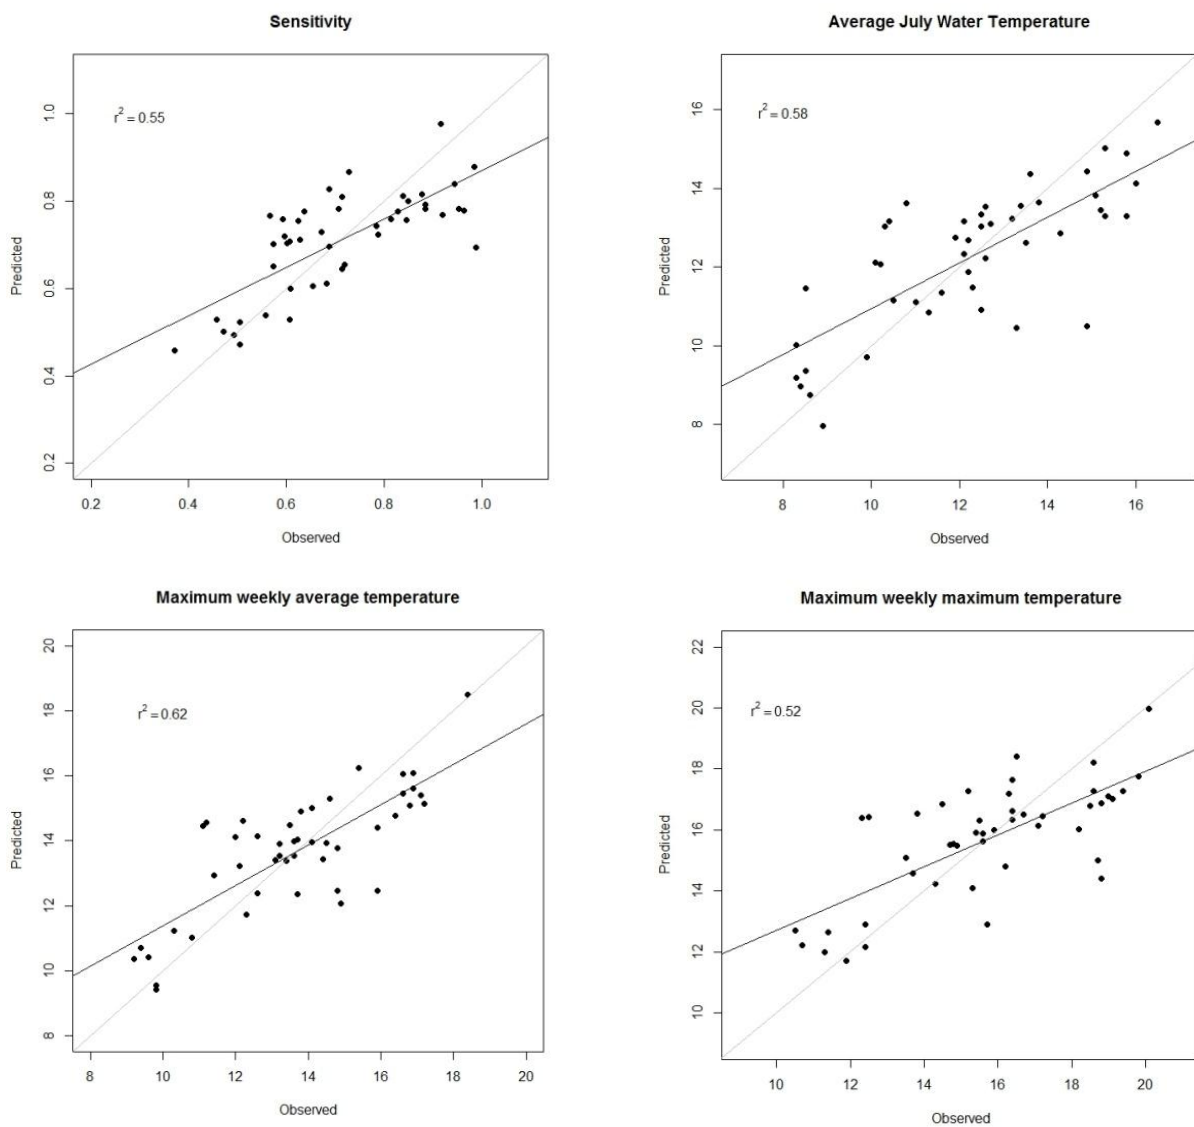 Sensitivity
r² = 0.55
Predicted
1.0
0.8
0.6
0.4
0.2
0.2 0.4 0.6 0.8 1.0
Observed
Average July Water Temperature
r² = 0.58
Predicted
16
14
12
10
8
8 10 12 14 16
Observed
Maximum weekly average temperature
r² = 0.62
Predicted
20
18
16
14
12
10
8
8 10 12 14 16 18 20
Observed
Maximum weekly maximum temperature
r² = 0.52
Predicted
22
20
18
16
14
12
10
10 12 14 16 18 20
Observed